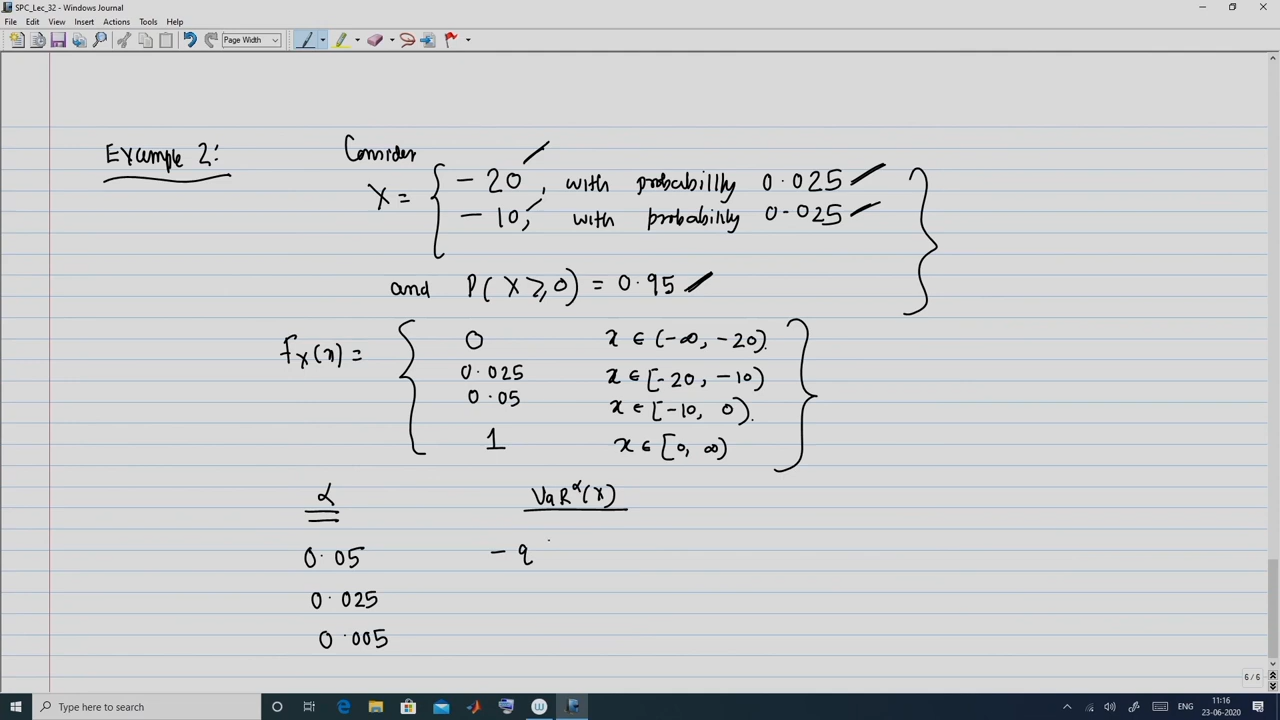 SPC_Lec_32 - Windows Journal
File Edit View Insert Actions Tools Help
Page Width
Example 2: Consider
X = { - 20, with probability 0.025
- 10, with probability 0.025 }
and P(X ≥ 0) = 0.95
F_X(x) = { 0 x ∈ (-∞, -20).
0.025 x ∈ [-20, -10)
0.05 x ∈ [-10, 0).
1 x ∈ [0, ∞) }
α VaR^α(X)
0.05 - q
0.025
0.005
6 / 6
Type here to search
ENG
11:16
23-06-2020